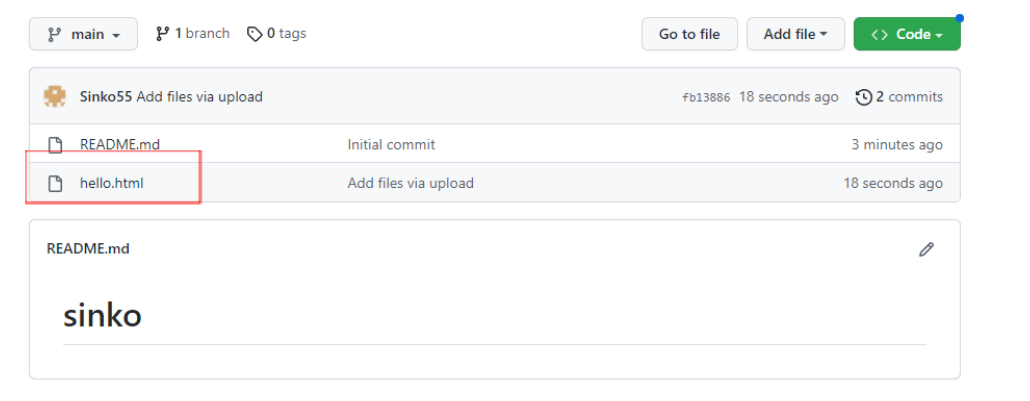 main 1 branch 0 tags Go to file Add file <> Code
Sinko55 Add files via upload fb13886 18 seconds ago 2 commits
README.md Initial commit 3 minutes ago
hello.html Add files via upload 18 seconds ago
README.md
sinko